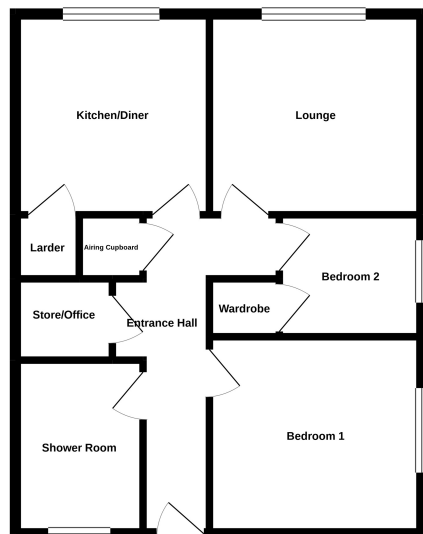 Kitchen/Diner
Lounge
Larder
Airing Cupboard
Bedroom 2
Store/Office
Wardrobe
Entrance Hall
Bedroom 1
Shower Room